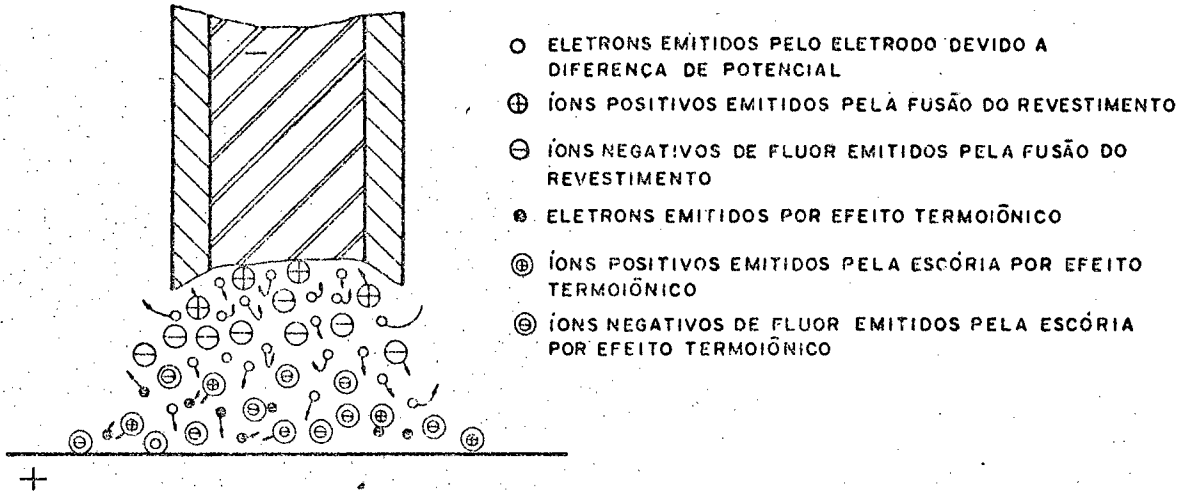 ELETRONS EMITIDOS PELO ELETRODO DEVIDO A
DIFERENÇA DE POTENCIAL
ÍONS POSITIVOS EMITIDOS PELA FUSÃO DO REVESTIMENTO
ÍONS NEGATIVOS DE FLUOR EMITIDOS PELA FUSÃO DO
REVESTIMENTO
ELETRONS EMITIDOS POR EFEITO TERMOIÔNICO
ÍONS POSITIVOS EMITIDOS PELA ESCÓRIA POR EFEITO
TERMOIÔNICO
ÍONS NEGATIVOS DE FLUOR EMITIDOS PELA ESCÓRIA
POR EFEITO TERMOIÔNICO
+